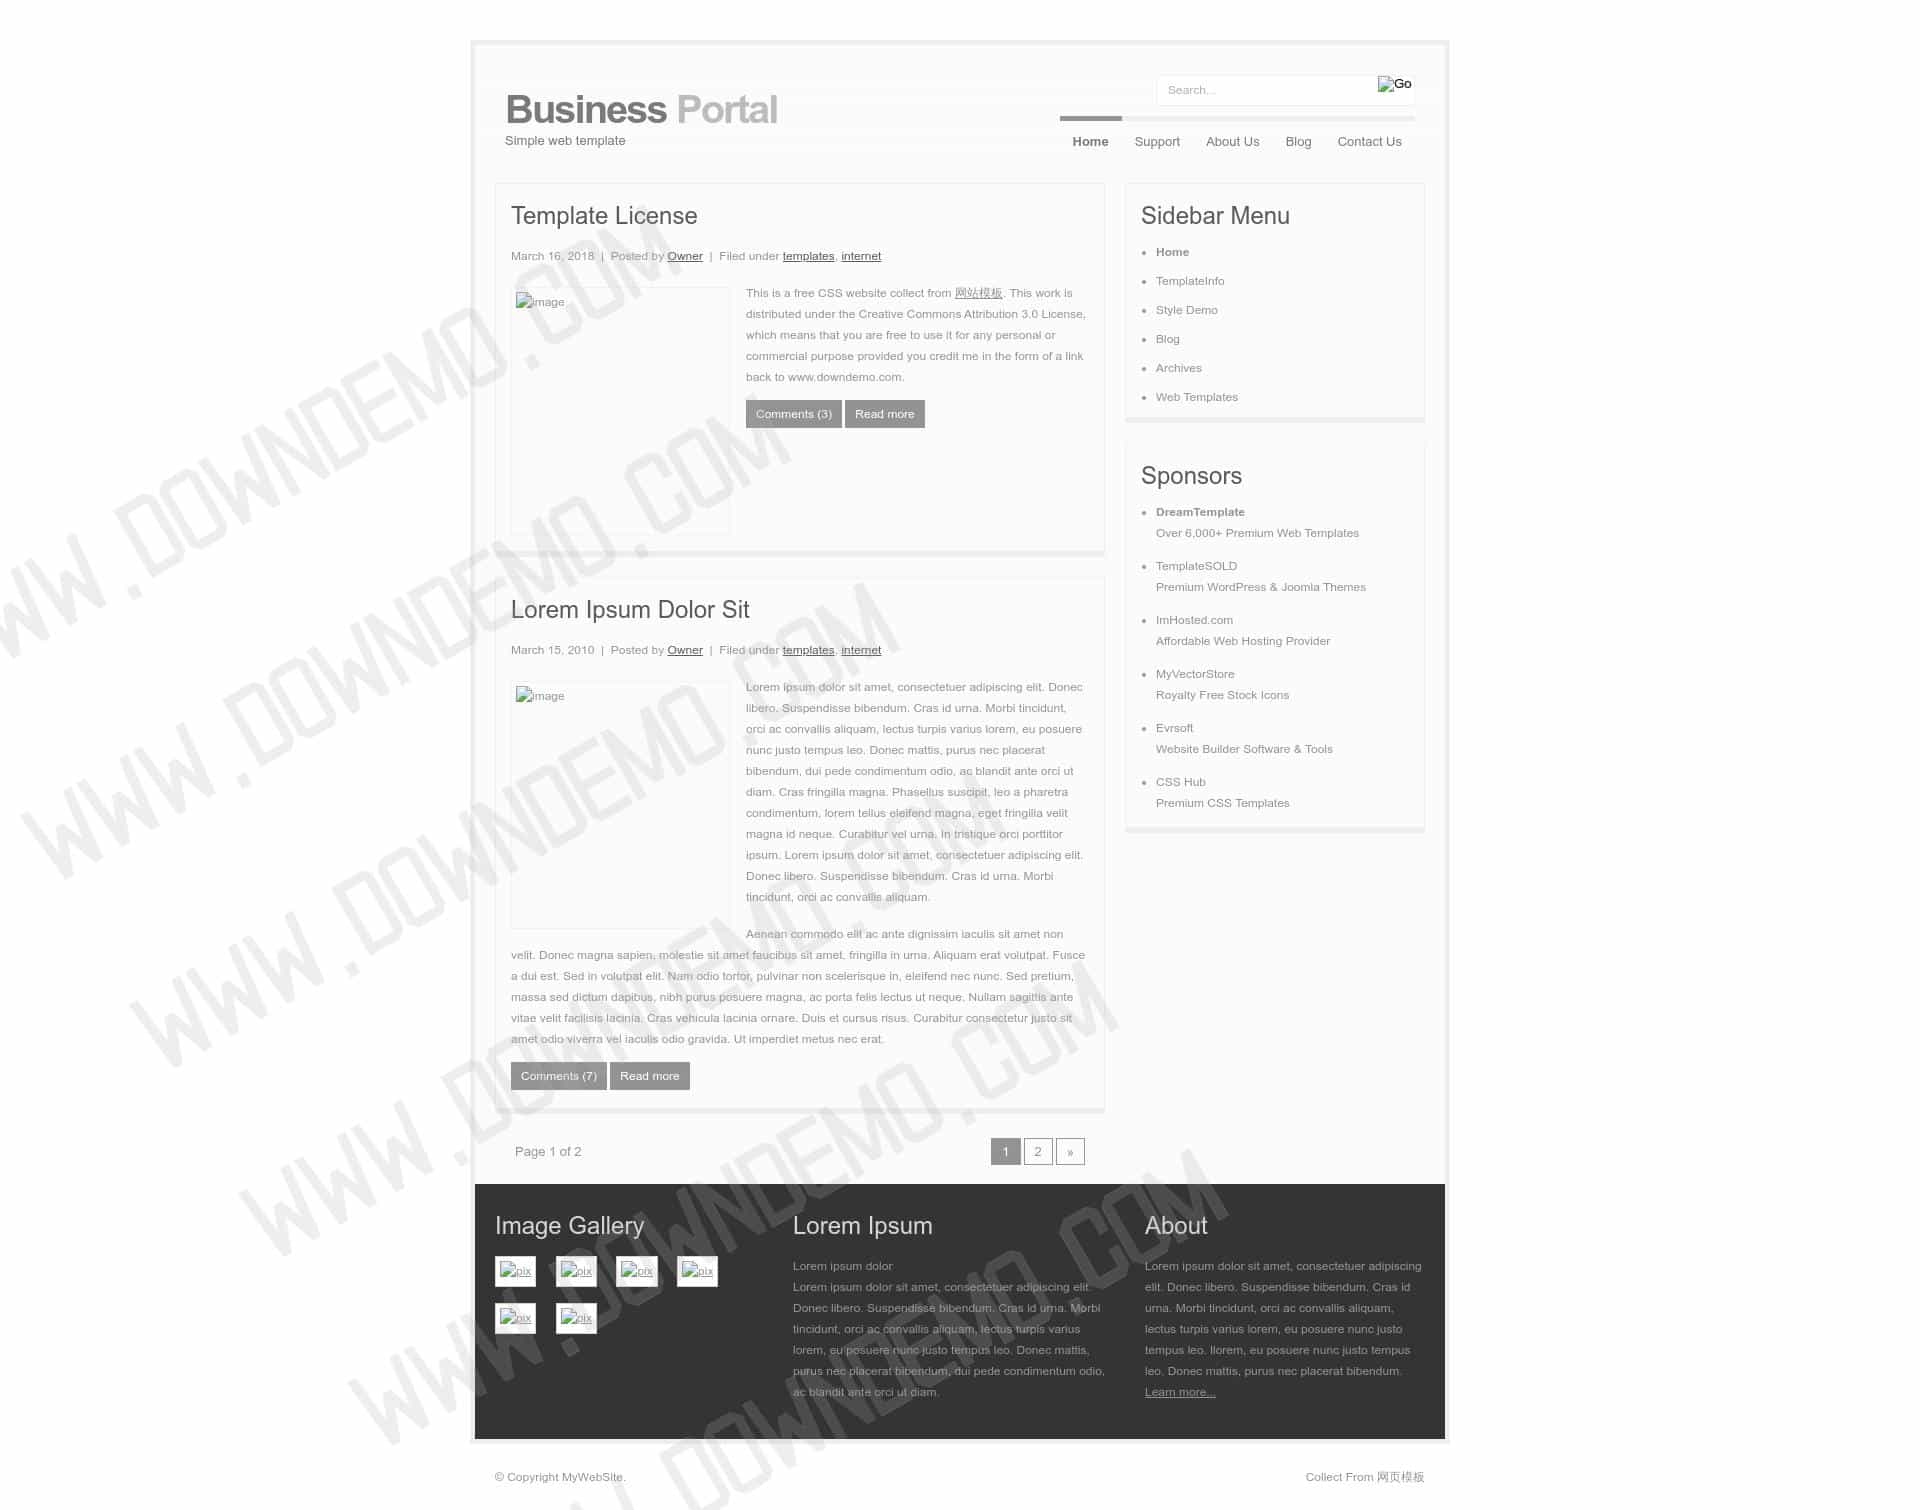 Search...
Go
Business Portal
Simple web template
Home Support About Us Blog Contact Us
Template License
March 16, 2018 | Posted by Owner | Filed under templates, internet
image
This is a free CSS website collect from 网站模板. This work is
distributed under the Creative Commons Attribution 3.0 License,
which means that you are free to use it for any personal or
commercial purpose provided you credit me in the form of a link
back to www.downdemo.com.
Comments (3) Read more
Lorem Ipsum Dolor Sit
March 15, 2010 | Posted by Owner | Filed under templates, internet
image
Lorem ipsum dolor sit amet, consectetuer adipiscing elit. Donec
libero. Suspendisse bibendum. Cras id urna. Morbi tincidunt,
orci ac convallis aliquam, lectus turpis varius lorem, eu posuere
nunc justo tempus leo. Donec mattis, purus nec placerat
bibendum, dui pede condimentum odio, ac blandit ante orci ut
diam. Cras fringilla magna. Phasellus suscipit, leo a pharetra
condimentum, lorem tellus eleifend magna, eget fringilla velit
magna id neque. Curabitur vel urna. In tristique orci porttitor
ipsum. Lorem ipsum dolor sit amet, consectetuer adipiscing elit.
Donec libero. Suspendisse bibendum. Cras id urna. Morbi
tincidunt, orci ac convallis aliquam.
Aenean commodo elit ac ante dignissim iaculis sit amet non
velit. Donec magna sapien, molestie sit amet faucibus sit amet, fringilla in urna. Aliquam erat volutpat. Fusce
a dui est. Sed in volutpat elit. Nam odio tortor, pulvinar non scelerisque in, eleifend nec nunc. Sed pretium,
massa sed dictum dapibus, nibh purus posuere magna, ac porta felis lectus ut neque. Nullam sagittis ante
vitae velit facilisis lacinia. Cras vehicula lacinia ornare. Duis et cursus risus. Curabitur consectetur justo sit
amet odio viverra vel iaculis odio gravida. Ut imperdiet metus nec erat.
Comments (7) Read more
Page 1 of 2
1 2 »
Sidebar Menu
Home
TemplateInfo
Style Demo
Blog
Archives
Web Templates
Sponsors
DreamTemplate
Over 6,000+ Premium Web Templates
TemplateSOLD
Premium WordPress & Joomla Themes
ImHosted.com
Affordable Web Hosting Provider
MyVectorStore
Royalty Free Stock Icons
Evrsoft
Website Builder Software & Tools
CSS Hub
Premium CSS Templates
Image Gallery
pix pix pix pix
pix pix
Lorem Ipsum
Lorem ipsum dolor
Lorem ipsum dolor sit amet, consectetuer adipiscing elit.
Donec libero. Suspendisse bibendum. Cras id urna. Morbi
tincidunt, orci ac convallis aliquam, lectus turpis varius
lorem, eu posuere nunc justo tempus leo. Donec mattis,
purus nec placerat bibendum, dui pede condimentum odio,
ac blandit ante orci ut diam.
About
Lorem ipsum dolor sit amet, consectetuer adipiscing
elit. Donec libero. Suspendisse bibendum. Cras id
urna. Morbi tincidunt, orci ac convallis aliquam,
lectus turpis varius lorem, eu posuere nunc justo
tempus leo. llorem, eu posuere nunc justo tempus
leo. Donec mattis, purus nec placerat bibendum.
Learn more...
© Copyright MyWebSite.
Collect From 网页模板
WW.DOWNDEMO.COM
WWW.DOWNDEMO.COM
WWW.DOWNDEMO.COM
WWW.DOWNDEMO.COM
WWW.DOWNDEMO.COM
.DOWNDEMO.COM